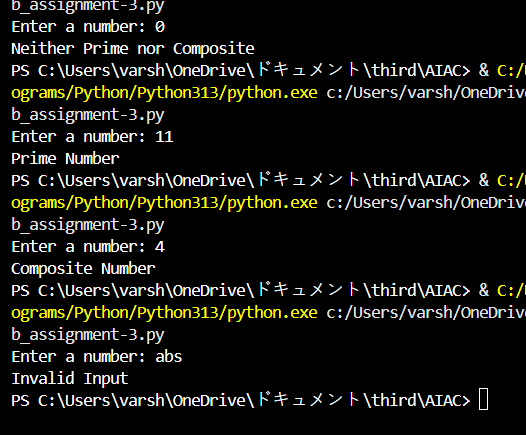 b_assignment-3.py
Enter a number: 0
Neither Prime nor Composite
PS C:\Users\varsh\OneDrive\ドキュメント\third\AIAC> & C:/
ograms/Python/Python313/python.exe c:/Users/varsh/OneDriv
b_assignment-3.py
Enter a number: 11
Prime Number
PS C:\Users\varsh\OneDrive\ドキュメント\third\AIAC> & C:/
ograms/Python/Python313/python.exe c:/Users/varsh/OneDriv
b_assignment-3.py
Enter a number: 4
Composite Number
PS C:\Users\varsh\OneDrive\ドキュメント\third\AIAC> & C:/
ograms/Python/Python313/python.exe c:/Users/varsh/OneDriv
b_assignment-3.py
Enter a number: abs
Invalid Input
PS C:\Users\varsh\OneDrive\ドキュメント\third\AIAC>